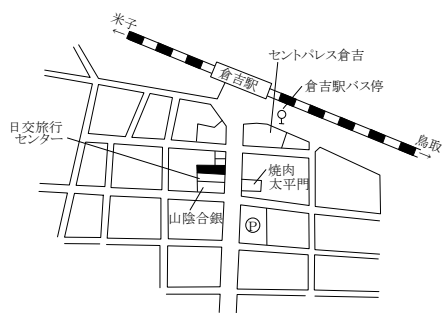 米子
セントパレス倉吉
倉吉駅
倉吉駅バス停
鳥取
日交旅行
センター
焼肉
太平門
山陰合銀
P